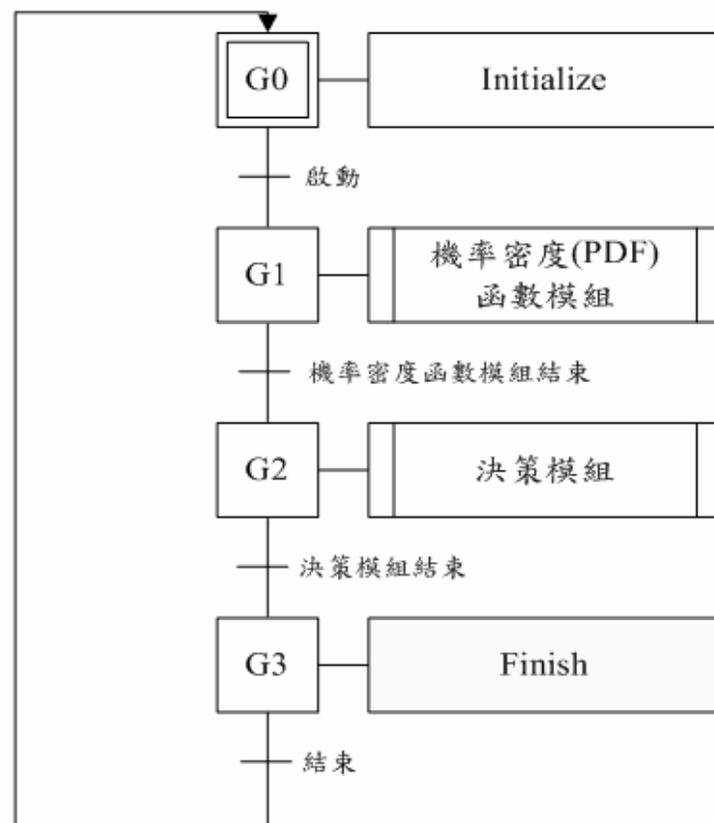 G0
Initialize
啟動
G1
機率密度(PDF)
函數模組
機率密度函數模組結束
G2
決策模組
決策模組結束
G3
Finish
結束